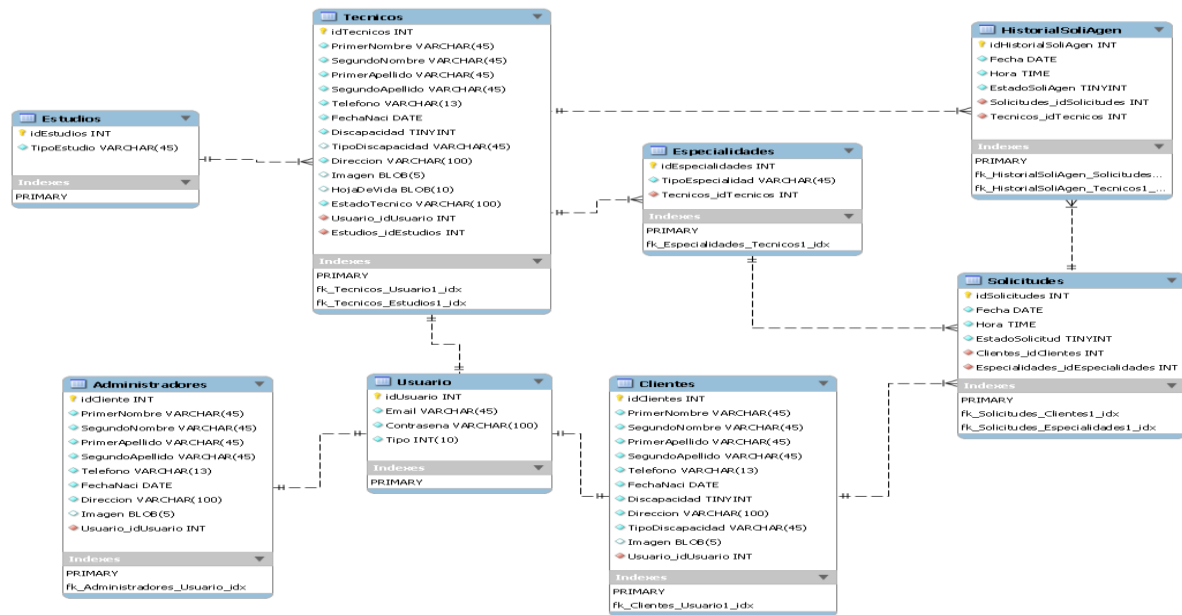 Estudios
idEstudios INT
TipoEstudio VARCHAR(45)
Indexes
PRIMARY
Tecnicos
idTecnicos INT
PrimerNombre VARCHAR(45)
SegundoNombre VARCHAR(45)
PrimerApellido VARCHAR(45)
SegundoApellido VARCHAR(45)
Telefono VARCHAR(13)
FechaNaci DATE
Discapacidad TINYINT
TipoDiscapacidad VARCHAR(45)
Direccion VARCHAR(100)
Imagen BLOB(5)
HojaDeVida BLOB(10)
EstadoTecnico VARCHAR(100)
Usuario_idUsuario INT
Estudios_idEstudios INT
Indexes
PRIMARY
fk_Tecnicos_Usuario1_idx
fk_Tecnicos_Estudios1_idx
Especialidades
idEspecialidades INT
TipoEspecialidad VARCHAR(45)
Tecnicos_idTecnicos INT
Indexes
PRIMARY
fk_Especialidades_Tecnicos1_idx
HistorialSoliAgen
idHistorialSoliAgen INT
Fecha DATE
Hora TIME
EstadoSoliAgen TINYINT
Solicitudes_idSolicitudes INT
Tecnicos_idTecnicos INT
Indexes
PRIMARY
fk_HistorialSoliAgen_Solicitudes...
fk_HistorialSoliAgen_Tecnicos1_...
Solicitudes
idSolicitudes INT
Fecha DATE
Hora TIME
EstadoSolicitud TINYINT
Clientes_idClientes INT
Especialidades_idEspecialidades INT
Indexes
PRIMARY
fk_Solicitudes_Clientes1_idx
fk_Solicitudes_Especialidades1_idx
Administradores
idCliente INT
PrimerNombre VARCHAR(45)
SegundoNombre VARCHAR(45)
PrimerApellido VARCHAR(45)
SegundoApellido VARCHAR(45)
Telefono VARCHAR(13)
FechaNaci DATE
Direccion VARCHAR(100)
Imagen BLOB(5)
Usuario_idUsuario INT
Indexes
PRIMARY
fk_Administradores_Usuario_idx
Usuario
idUsuario INT
Email VARCHAR(45)
Contrasena VARCHAR(100)
Tipo INT(10)
Indexes
PRIMARY
Clientes
idClientes INT
PrimerNombre VARCHAR(45)
SegundoNombre VARCHAR(45)
PrimerApellido VARCHAR(45)
SegundoApellido VARCHAR(45)
Telefono VARCHAR(13)
FechaNaci DATE
Discapacidad TINYINT
Direccion VARCHAR(100)
TipoDiscapacidad VARCHAR(45)
Imagen BLOB(5)
Usuario_idUsuario INT
Indexes
PRIMARY
fk_Clientes_Usuario1_idx